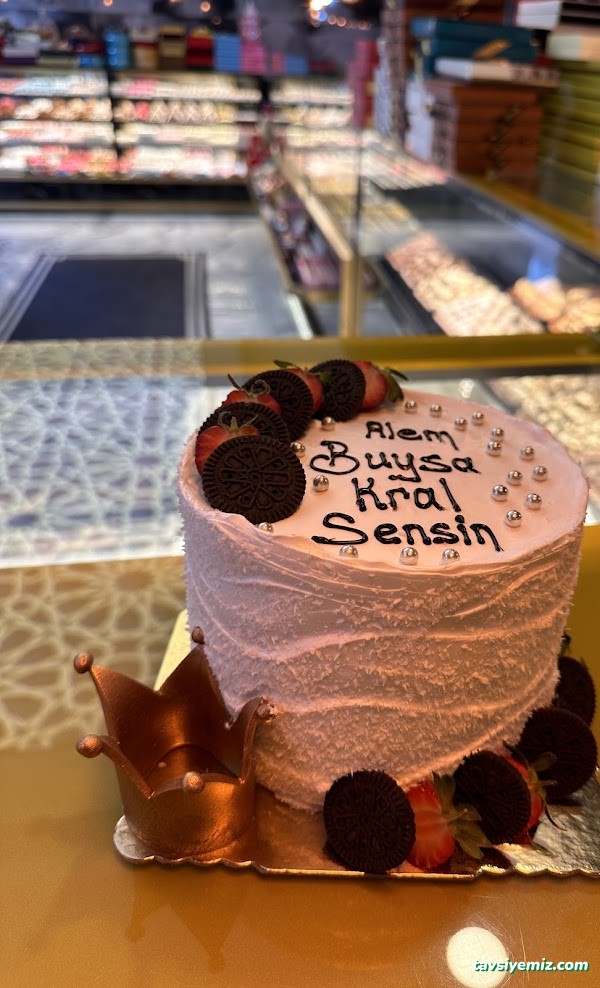 Alem
Buysa
Kral
Sensin
tavsiyemiz.com